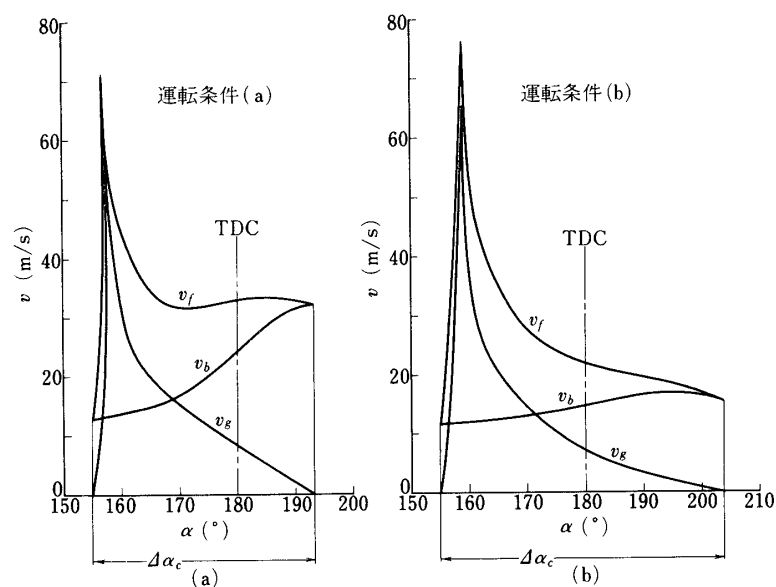 80
60
40
20
0
v (m/s)
運転条件(a)
TDC
v_f
v_b
v_g
150 160 170 180 190 200
α (°)
Δα_c
(a)
80
60
40
20
0
v (m/s)
運転条件(b)
TDC
v_f
v_b
v_g
150 160 170 180 190 200 210
α (°)
Δα_c
(b)